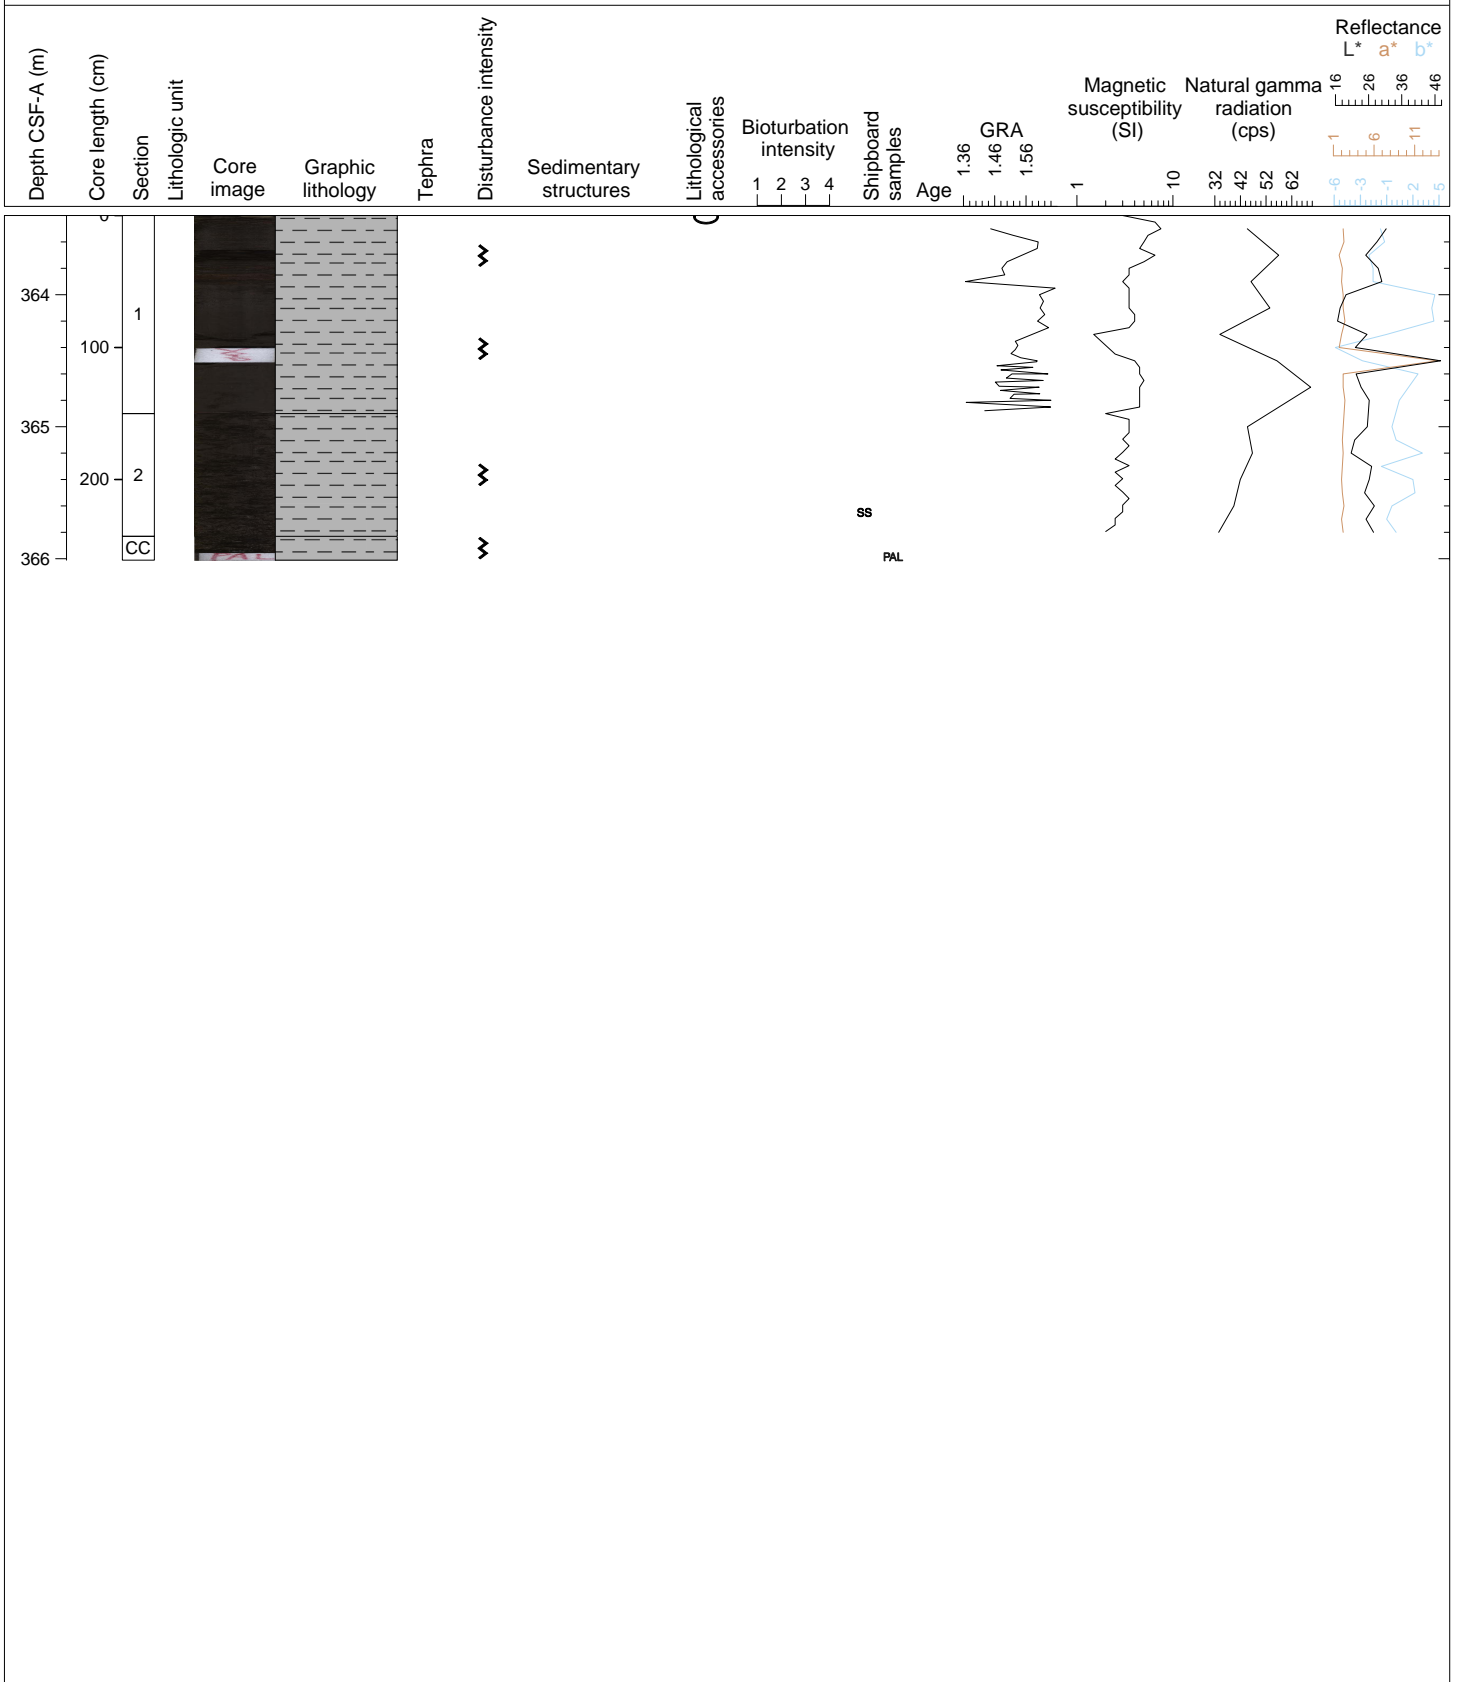 Depth CSF-A (m)
Core length (cm)
Section
Lithologic unit
Core
image
Graphic
lithology
Tephra
Disturbance intensity
Sedimentary
structures
Lithological
accessories
Bioturbation
intensity
1 2 3 4
Shipboard
samples
Age
GRA
1.36 1.46 1.56
Magnetic
susceptibility
(SI)
1 10
Natural gamma
radiation
(cps)
32 42 52 62
Reflectance
L* a* b*
16 26 36 46
1 6 11
-6 -3 -1 2 5
0
364
1
100
365
2
200
SS
CC
366
PAL